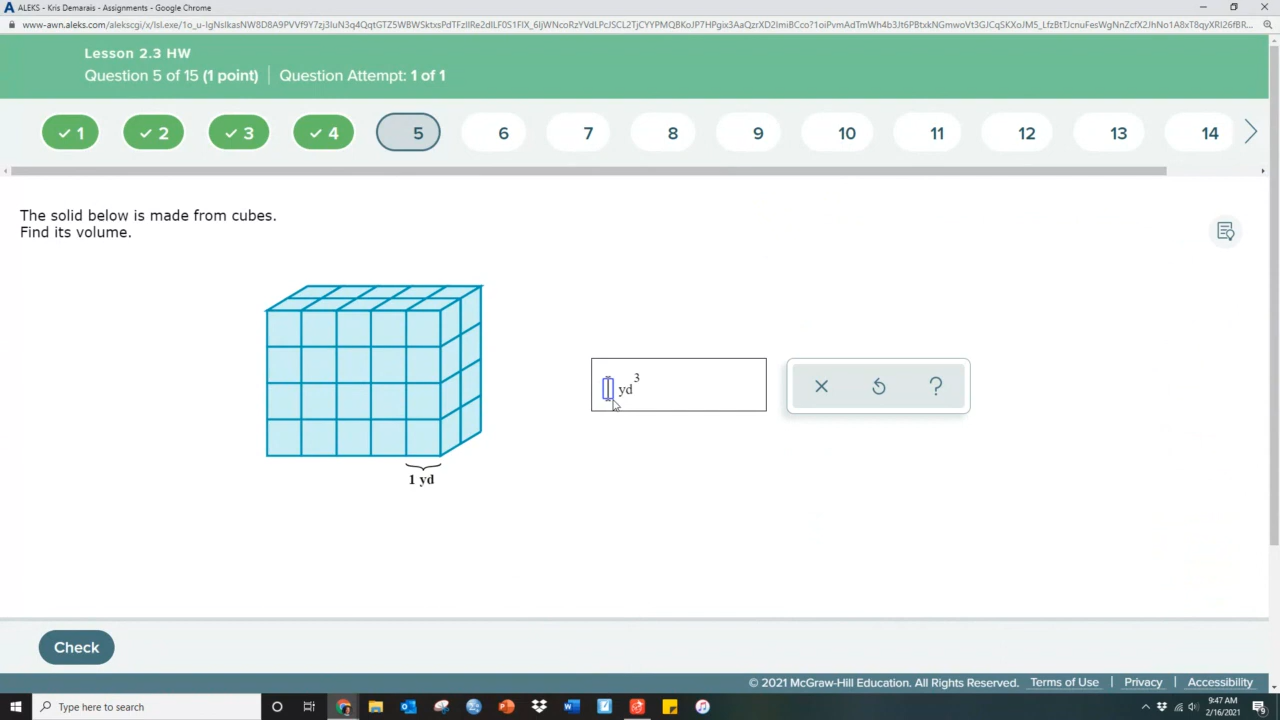 ALEKS - Kris Demarais - Assignments - Google Chrome
Lesson 2.3 HW
Question 5 of 15 (1 point) | Question Attempt: 1 of 1
✓ 1 ✓ 2 ✓ 3 ✓ 4 5 6 7 8 9 10 11 12 13 14
The solid below is made from cubes.
Find its volume.
yd³
1 yd
Check
© 2021 McGraw-Hill Education. All Rights Reserved. Terms of Use | Privacy | Accessibility
Type here to search
9:47 AM
2/16/2021